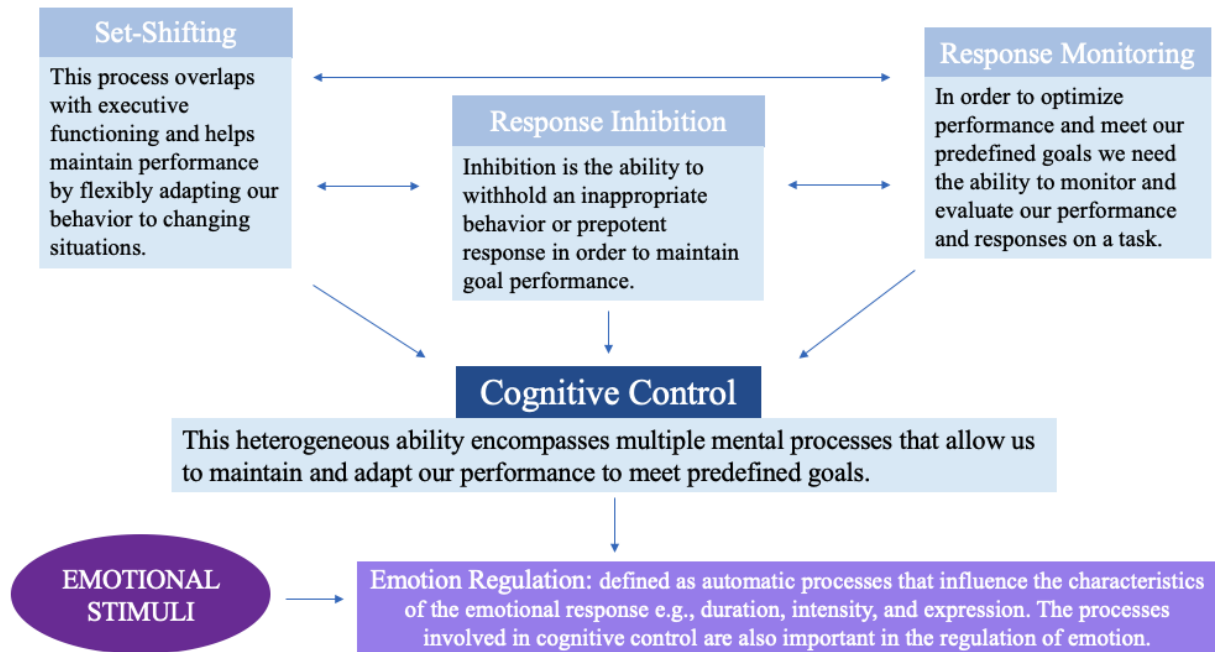 Set-Shifting
This process overlaps
with executive
functioning and helps
maintain performance
by flexibly adapting our
behavior to changing
situations.
Response Inhibition
Inhibition is the ability to
withhold an inappropriate
behavior or prepotent
response in order to maintain
goal performance.
Response Monitoring
In order to optimize
performance and meet our
predefined goals we need
the ability to monitor and
evaluate our performance
and responses on a task.
Cognitive Control
This heterogeneous ability encompasses multiple mental processes that allow us
to maintain and adapt our performance to meet predefined goals.
EMOTIONAL
STIMULI
Emotion Regulation: defined as automatic processes that influence the characteristics
of the emotional response e.g., duration, intensity, and expression. The processes
involved in cognitive control are also important in the regulation of emotion.